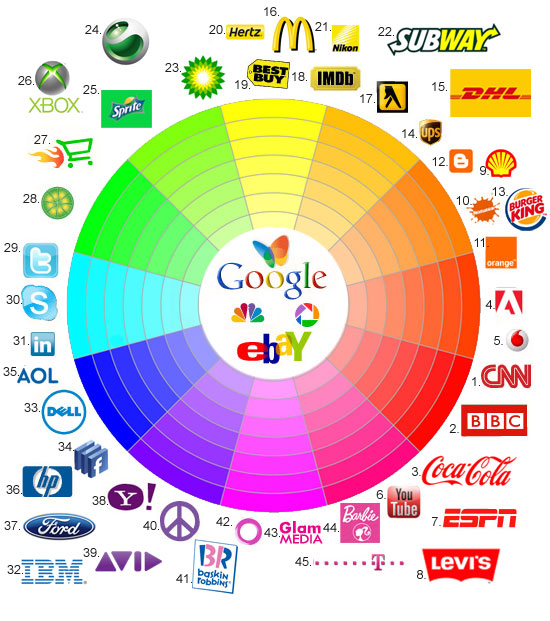 16.
24.
20. Hertz
21. Nikon
22. SUBWAY
26. XBOX
25. Sprite
23.
19. BEST BUY
18. IMDb
17.
15. DHL
14. ups
27.
12.
9.
28.
10.
13. BURGER KING
11. orange™
29. t
30. S
31. in
35. AOL
33. DELL
34. f
36. hp
37. Ford
32. IBM
Google
ebaY
4.
5.
1. CNN
2. BBC
3. Coca-Cola
6. You Tube
7. ESPN
8. LEVI'S
38. Y!
40.
39. AVID
41. BR baskin robbins
42.
43. Glam MEDIA
44. Barbie
45. T